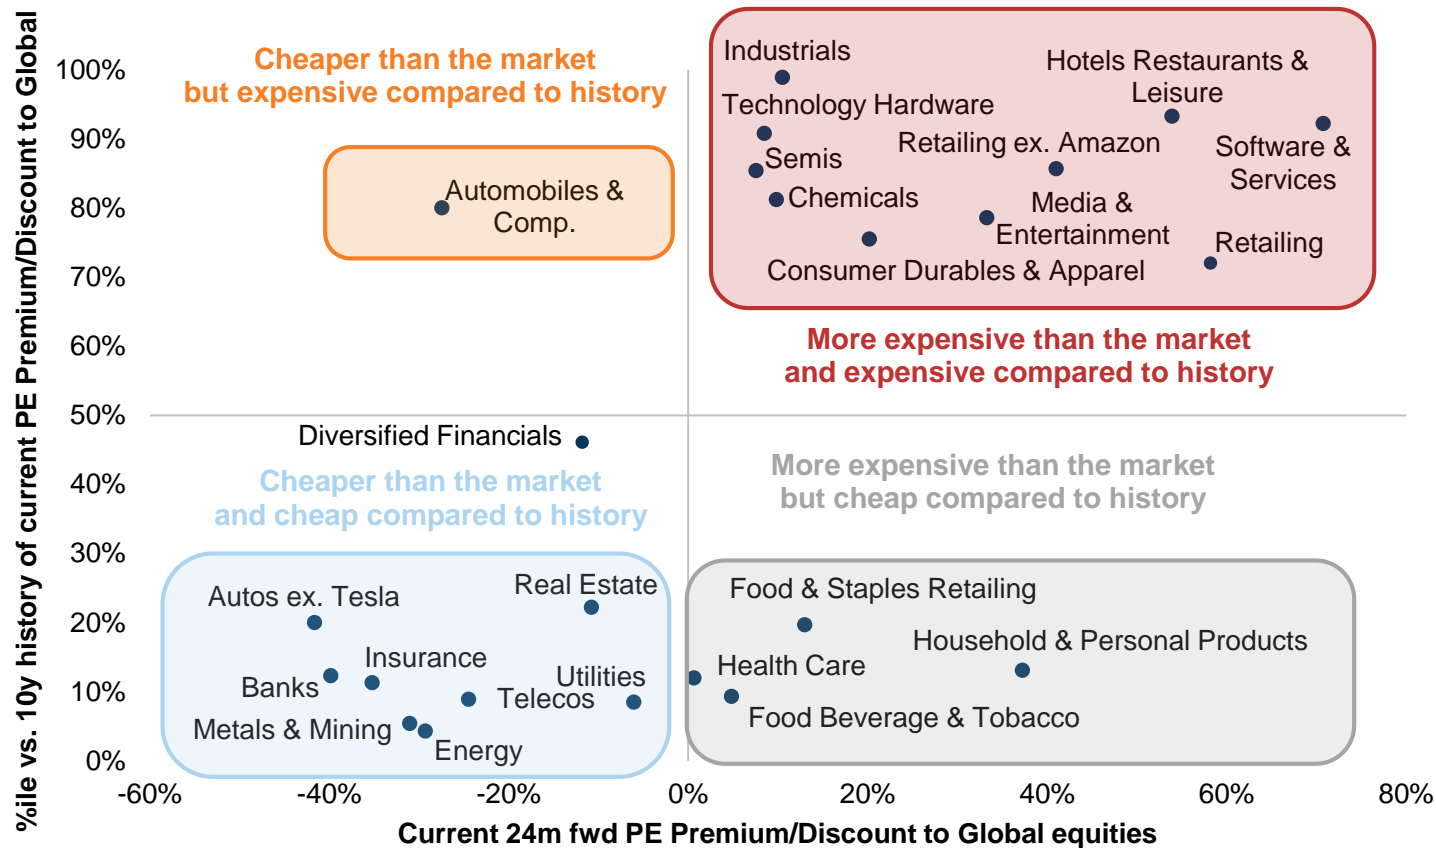 %ile vs. 10y history of current PE Premium/Discount to Global
100%
90%
80%
70%
60%
50%
40%
30%
20%
10%
0%
Cheaper than the market
but expensive compared to history
Automobiles &
Comp.
Industrials
Hotels Restaurants &
Leisure
Technology Hardware
Retailing ex. Amazon
Software &
Services
Semis
Chemicals
Media &
Entertainment
Retailing
Consumer Durables & Apparel
More expensive than the market
and expensive compared to history
Diversified Financials
Cheaper than the market
and cheap compared to history
More expensive than the market
but cheap compared to history
Autos ex. Tesla
Real Estate
Insurance
Banks
Utilities
Telecos
Metals & Mining
Energy
Food & Staples Retailing
Household & Personal Products
Health Care
Food Beverage & Tobacco
-60%
-40%
-20%
0%
20%
40%
60%
80%
Current 24m fwd PE Premium/Discount to Global equities